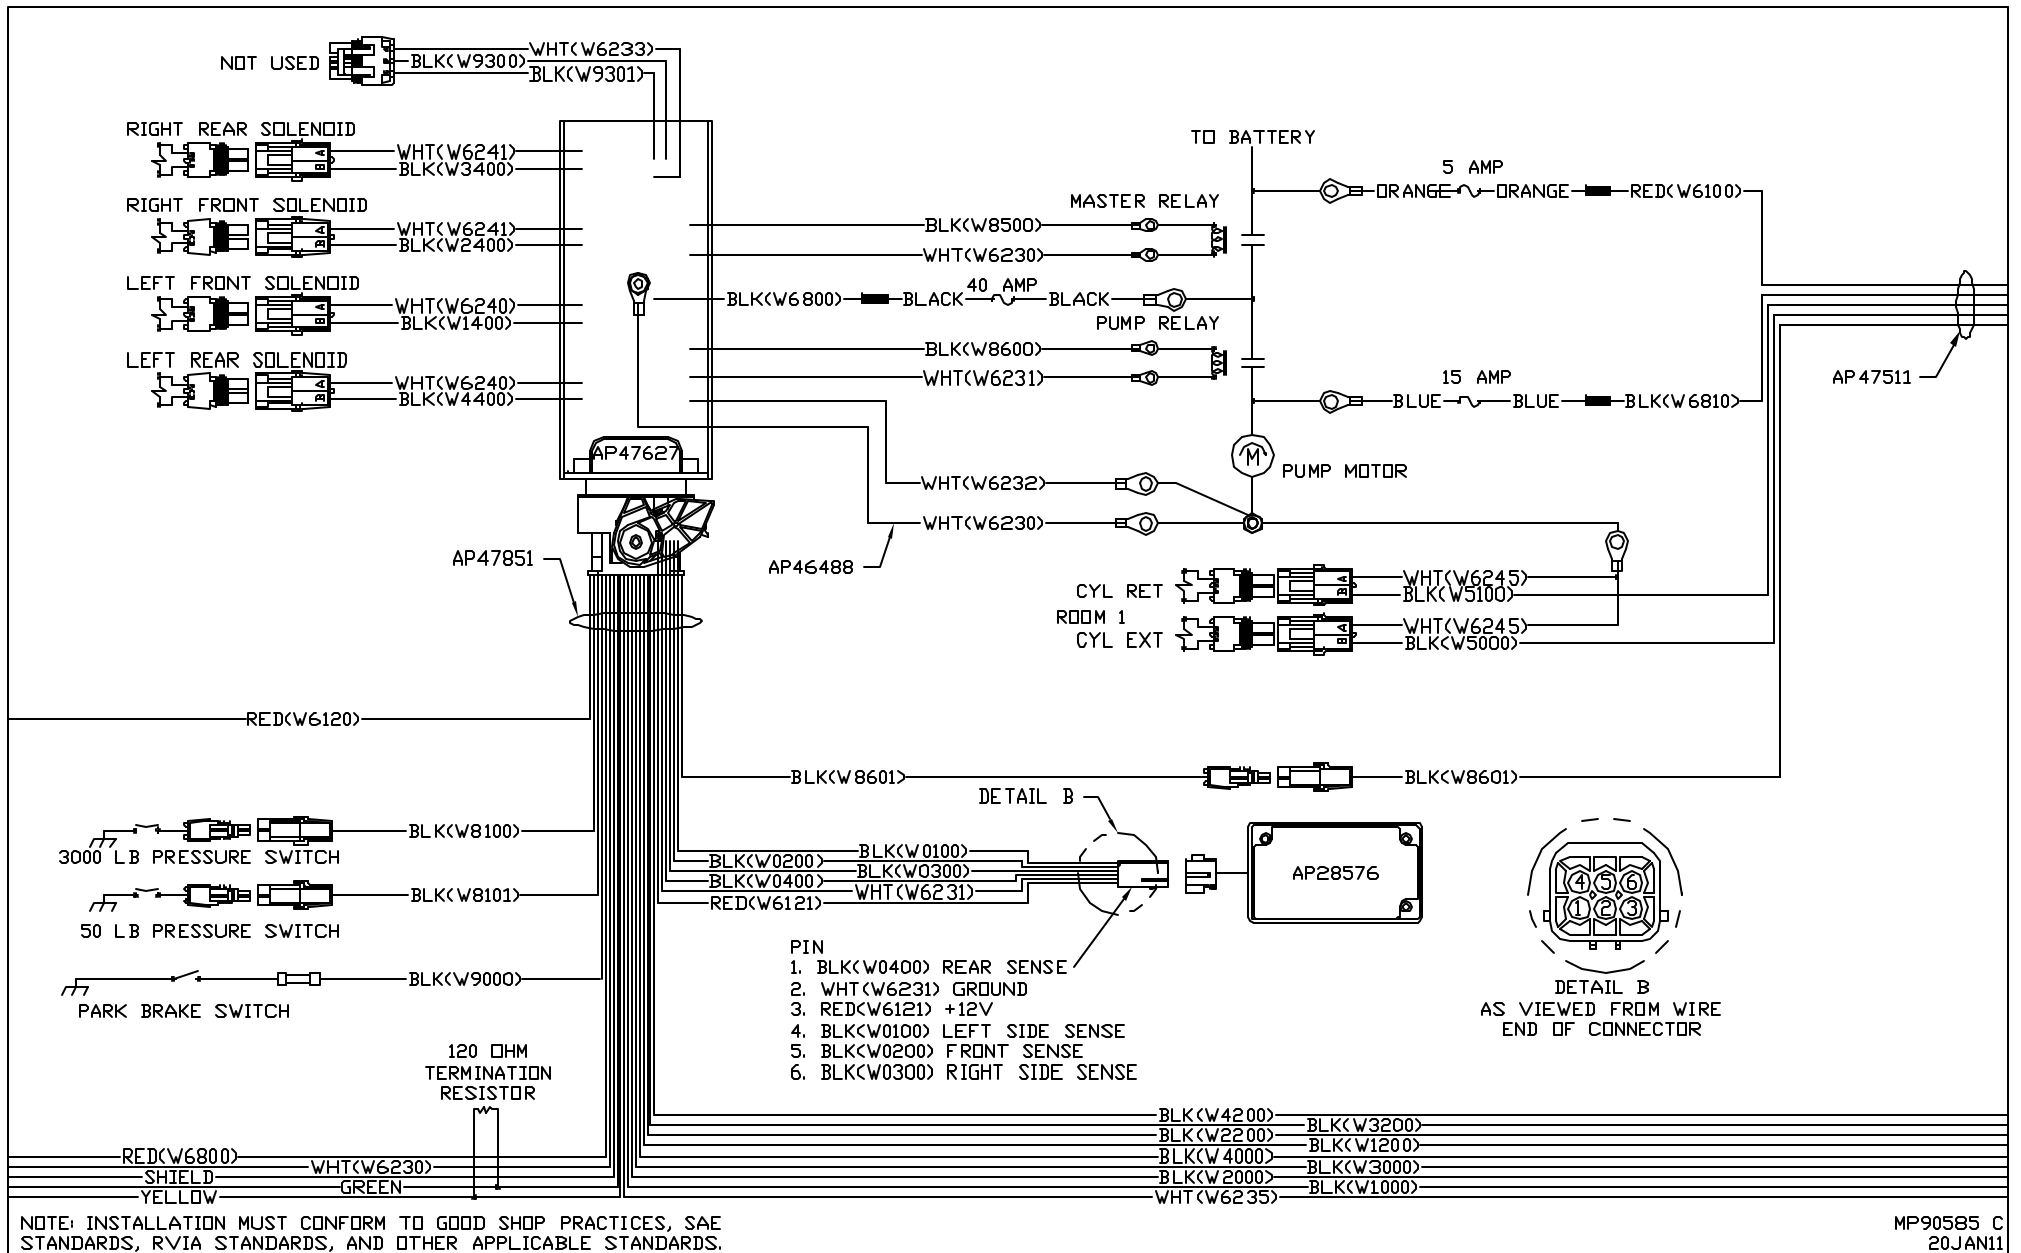 NOT USED
WHT(W6233)
BLK(W9300)
BLK(W9301)
RIGHT REAR SOLENOID
A
B
WHT(W6241)
BLK(W3400)
RIGHT FRONT SOLENOID
A
B
WHT(W6241)
BLK(W2400)
LEFT FRONT SOLENOID
A
B
WHT(W6240)
BLK(W1400)
LEFT REAR SOLENOID
A
B
WHT(W6240)
BLK(W4400)
AP47627
TO BATTERY
5 AMP
ORANGE
ORANGE
RED(W6100)
MASTER RELAY
BLK(W8500)
WHT(W6230)
BLK(W6800)
BLACK
40 AMP
BLACK
PUMP RELAY
BLK(W8600)
WHT(W6231)
15 AMP
BLUE
BLUE
BLK(W6810)
AP47511
M
PUMP MOTOR
WHT(W6232)
WHT(W6230)
AP46488
AP47851
CYL RET
A
B
WHT(W6245)
BLK(W5100)
ROOM 1
CYL EXT
A
B
WHT(W6245)
BLK(W5000)
RED(W6120)
BLK(W8601)
BLK(W8601)
DETAIL B
BLK(W8100)
3000 LB PRESSURE SWITCH
BLK(W8101)
50 LB PRESSURE SWITCH
BLK(W9000)
PARK BRAKE SWITCH
BLK(W0100)
BLK(W0200)
BLK(W0300)
BLK(W0400)
WHT(W6231)
RED(W6121)
AP28576
4 5 6
1 2 3
DETAIL B
AS VIEWED FROM WIRE
END OF CONNECTOR
PIN
1. BLK(W0400) REAR SENSE
2. WHT(W6231) GROUND
3. RED(W6121) +12V
4. BLK(W0100) LEFT SIDE SENSE
5. BLK(W0200) FRONT SENSE
6. BLK(W0300) RIGHT SIDE SENSE
120 OHM
TERMINATION
RESISTOR
BLK(W4200)
BLK(W3200)
BLK(W2200)
BLK(W1200)
BLK(W4000)
BLK(W3000)
BLK(W2000)
BLK(W1000)
WHT(W6235)
RED(W6800)
WHT(W6230)
SHIELD
GREEN
YELLOW
NOTE: INSTALLATION MUST CONFORM TO GOOD SHOP PRACTICES, SAE
STANDARDS, RVIA STANDARDS, AND OTHER APPLICABLE STANDARDS.
MP90585 C
20JAN11